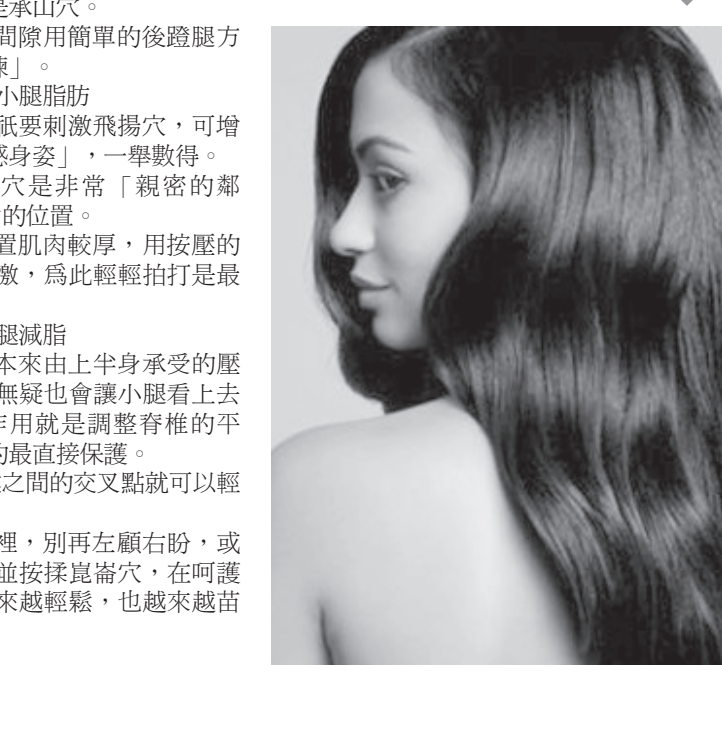 是承山穴。
間隙用簡單的後蹬腿方
練」。
小腿脂肪
祇要刺激飛揚穴，可增
感身姿」，一舉數得。
穴是非常「親密的鄰
的位置。
置肌肉較厚，用按壓的
激，爲此輕輕拍打是最
腿減脂
本來由上半身承受的壓
無疑也會讓小腿看上去
作用就是調整脊椎的平
的最直接保護。
之間的交叉點就可以輕
裡，別再左顧右盼，或
並按揉崑崙穴，在呵護
來越輕鬆，也越來越苗